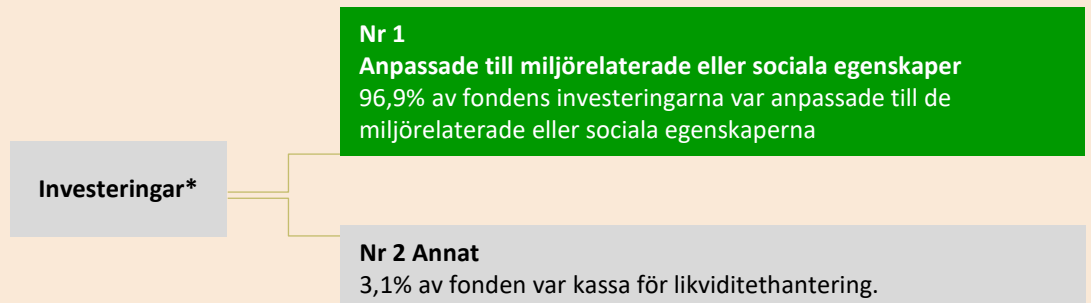 Nr 1
Anpassade till miljörelaterade eller sociala egenskaper
96,9% av fondens investeringarna var anpassade till de
miljörelaterade eller sociala egenskaperna
Investeringar*
Nr 2 Annat
3,1% av fonden var kassa för likviditethantering.